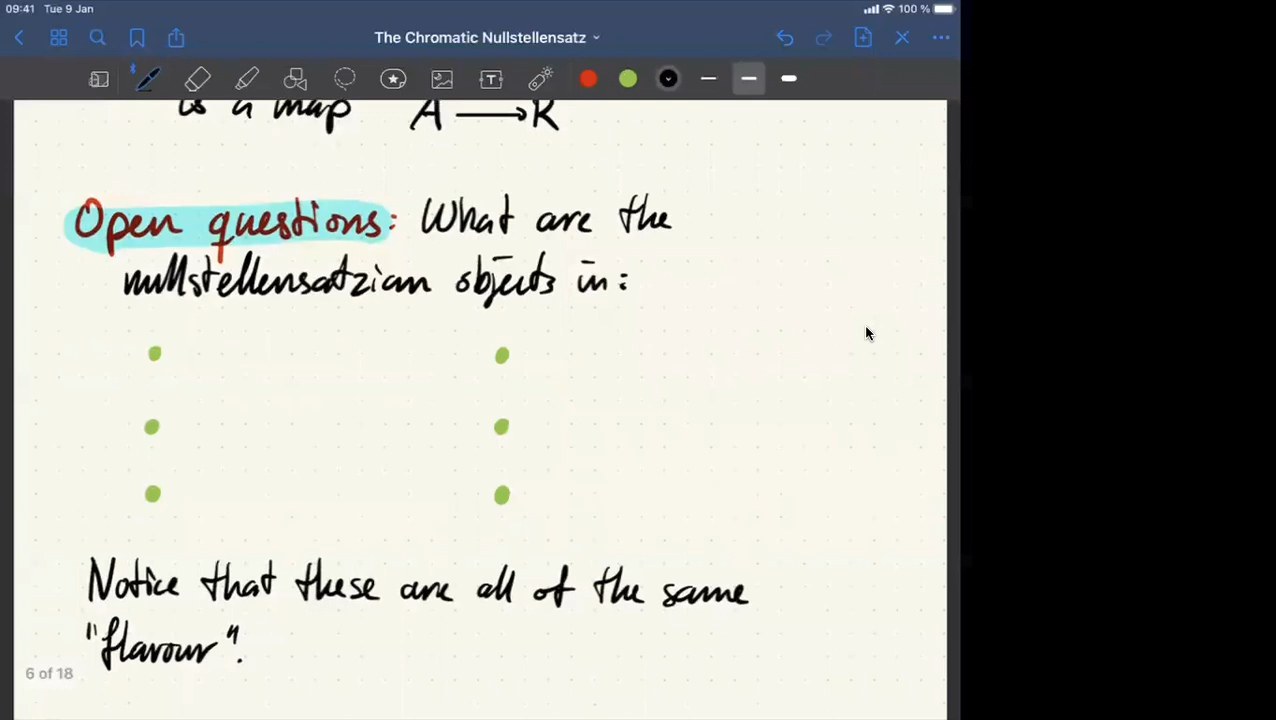 09:41 Tue 9 Jan
100 %
The Chromatic Nullstellensatz
is a map A → R
Open questions: What are the
nullstellensatzian objects in:
Notice that these are all of the same
"flavour".
6 of 18